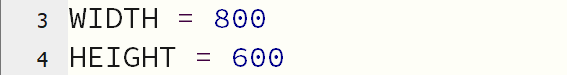 3 WIDTH = 800
4 HEIGHT = 600